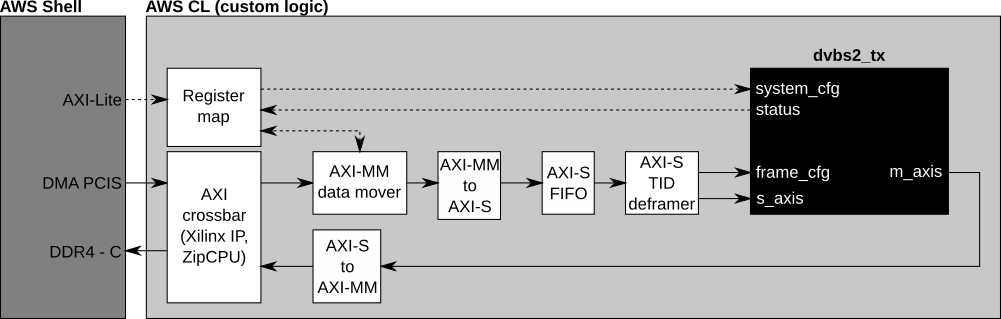 AWS Shell
AWS CL (custom logic)
dvbs2_tx
AXI-Lite
Register
map
system_cfg
status
DMA PCIS
AXI
crossbar
(Xilinx IP,
ZipCPU)
AXI-MM
data mover
AXI-MM
to
AXI-S
AXI-S
FIFO
AXI-S
TID
deframer
frame_cfg
s_axis
m_axis
DDR4 - C
AXI-S
to
AXI-MM